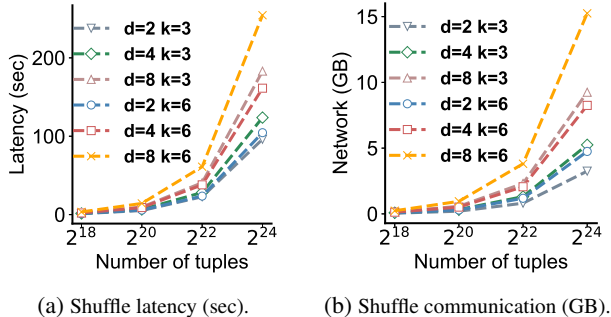 200
100
0
Latency (sec)
d=2 k=3
d=4 k=3
d=8 k=3
d=2 k=6
d=4 k=6
d=8 k=6
2^18 2^20 2^22 2^24
Number of tuples
(a) Shuffle latency (sec).
15
10
5
0
Network (GB)
d=2 k=3
d=4 k=3
d=8 k=3
d=2 k=6
d=4 k=6
d=8 k=6
2^18 2^20 2^22 2^24
Number of tuples
(b) Shuffle communication (GB).